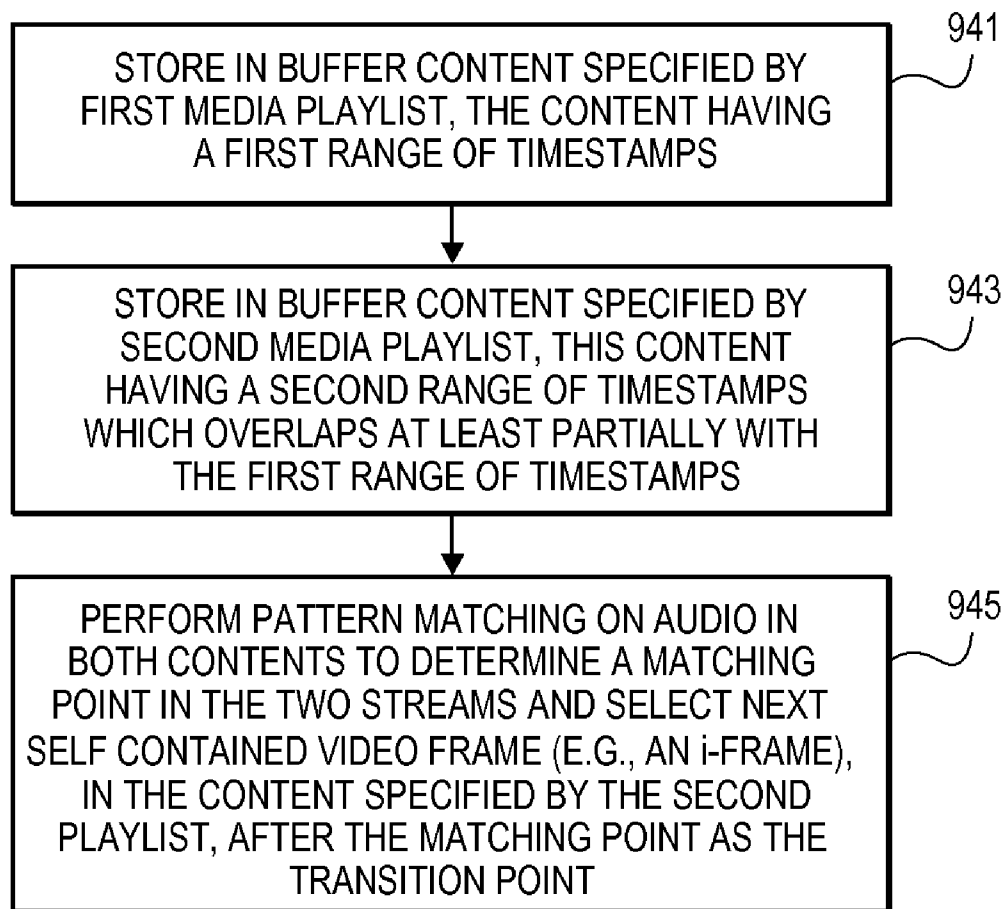 941
STORE IN BUFFER CONTENT SPECIFIED BY
FIRST MEDIA PLAYLIST, THE CONTENT HAVING
A FIRST RANGE OF TIMESTAMPS
943
STORE IN BUFFER CONTENT SPECIFIED BY
SECOND MEDIA PLAYLIST, THIS CONTENT
HAVING A SECOND RANGE OF TIMESTAMPS
WHICH OVERLAPS AT LEAST PARTIALLY WITH
THE FIRST RANGE OF TIMESTAMPS
945
PERFORM PATTERN MATCHING ON AUDIO IN
BOTH CONTENTS TO DETERMINE A MATCHING
POINT IN THE TWO STREAMS AND SELECT NEXT
SELF CONTAINED VIDEO FRAME (E.G., AN i-FRAME),
IN THE CONTENT SPECIFIED BY THE SECOND
PLAYLIST, AFTER THE MATCHING POINT AS THE
TRANSITION POINT